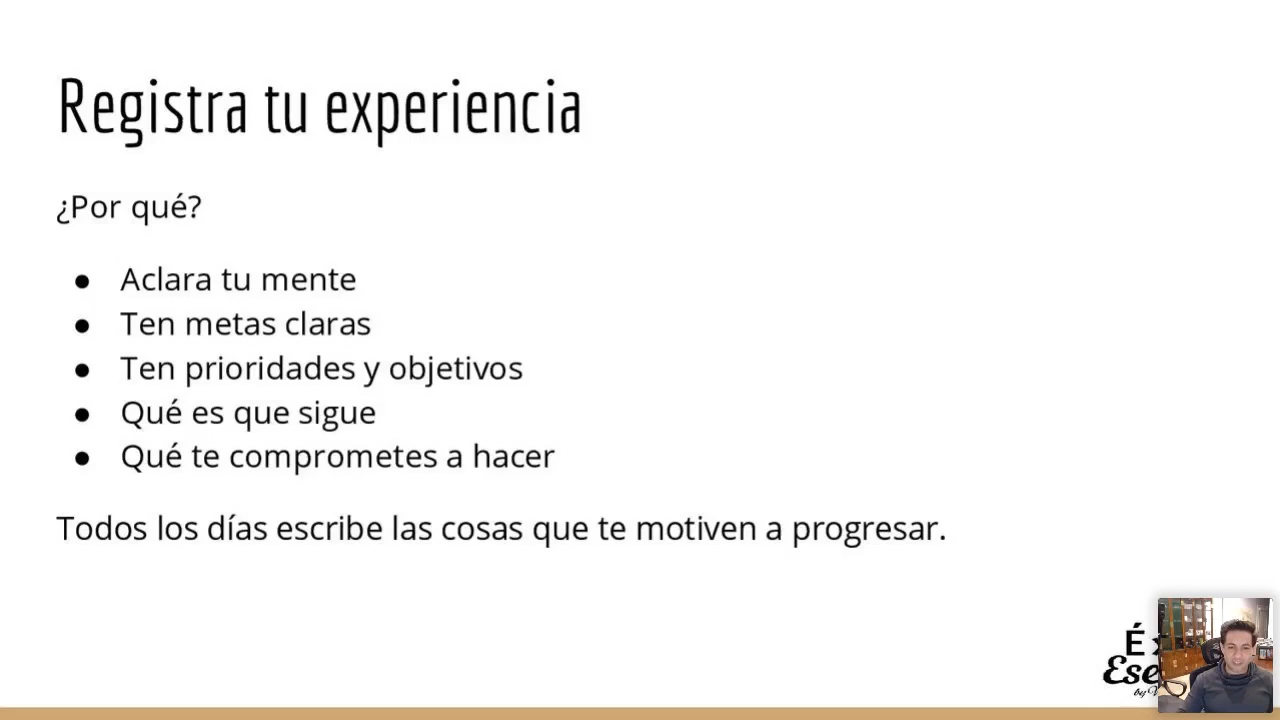 Registra tu experiencia
¿Por qué?
● Aclara tu mente
● Ten metas claras
● Ten prioridades y objetivos
● Qué es que sigue
● Qué te comprometes a hacer
Todos los días escribe las cosas que te motiven a progresar.
by